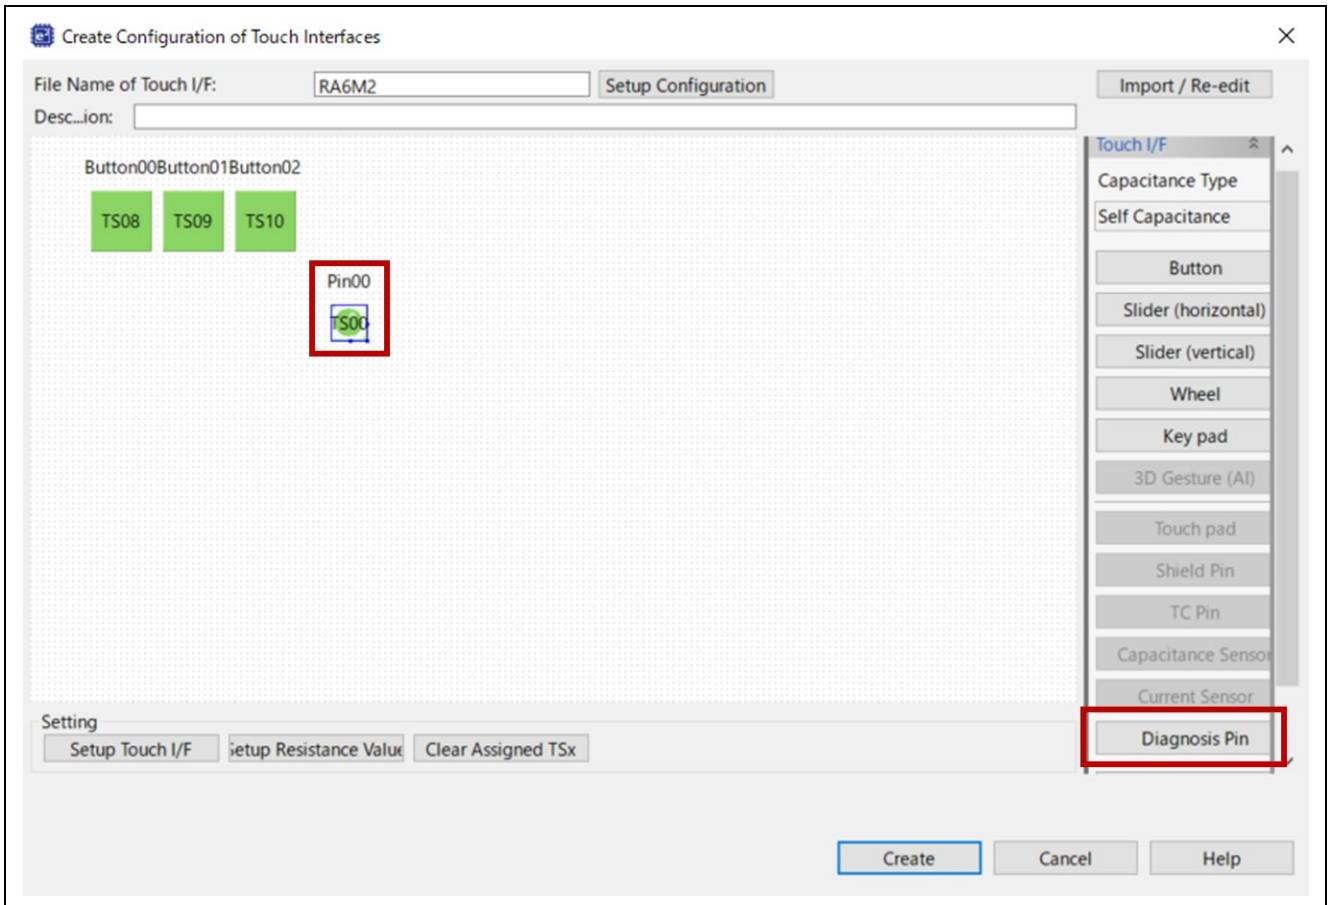 Create Configuration of Touch Interfaces
File Name of Touch I/F: RA6M2 Setup Configuration Import / Re-edit
Desc...ion:
Button00Button01Button02
TS08 TS09 TS10
Pin00
TS00
Touch I/F
Capacitance Type
Self Capacitance
Button
Slider (horizontal)
Slider (vertical)
Wheel
Key pad
3D Gesture (AI)
Touch pad
Shield Pin
TC Pin
Capacitance Sensor
Current Sensor
Diagnosis Pin
Setting
Setup Touch I/F Setup Resistance Value Clear Assigned TSx
Create Cancel Help